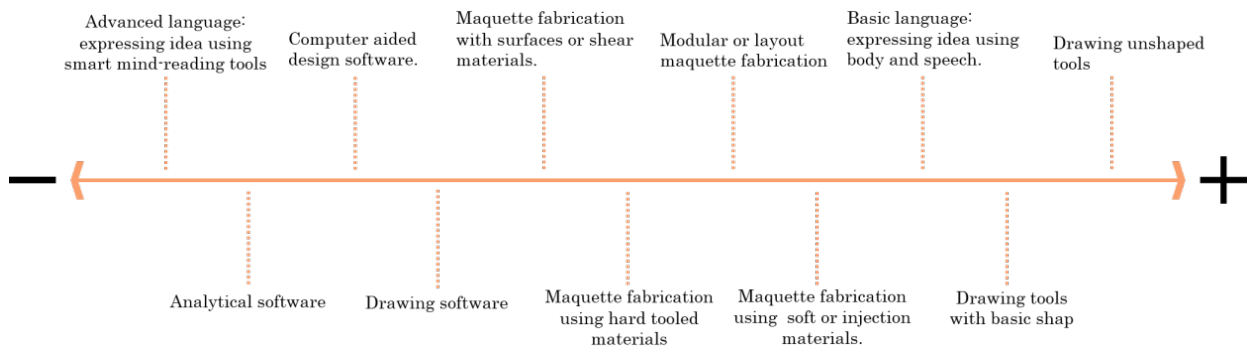 Advanced language:
expressing idea using
smart mind-reading tools
Computer aided
design software.
Maquette fabrication
with surfaces or shear
materials.
Modular or layout
maquette fabrication
Basic language:
expressing idea using
body and speech.
Drawing unshaped
tools
Analytical software
Drawing software
Maquette fabrication
using hard tooled
materials
Maquette fabrication
using soft or injection
materials.
Drawing tools
with basic shap